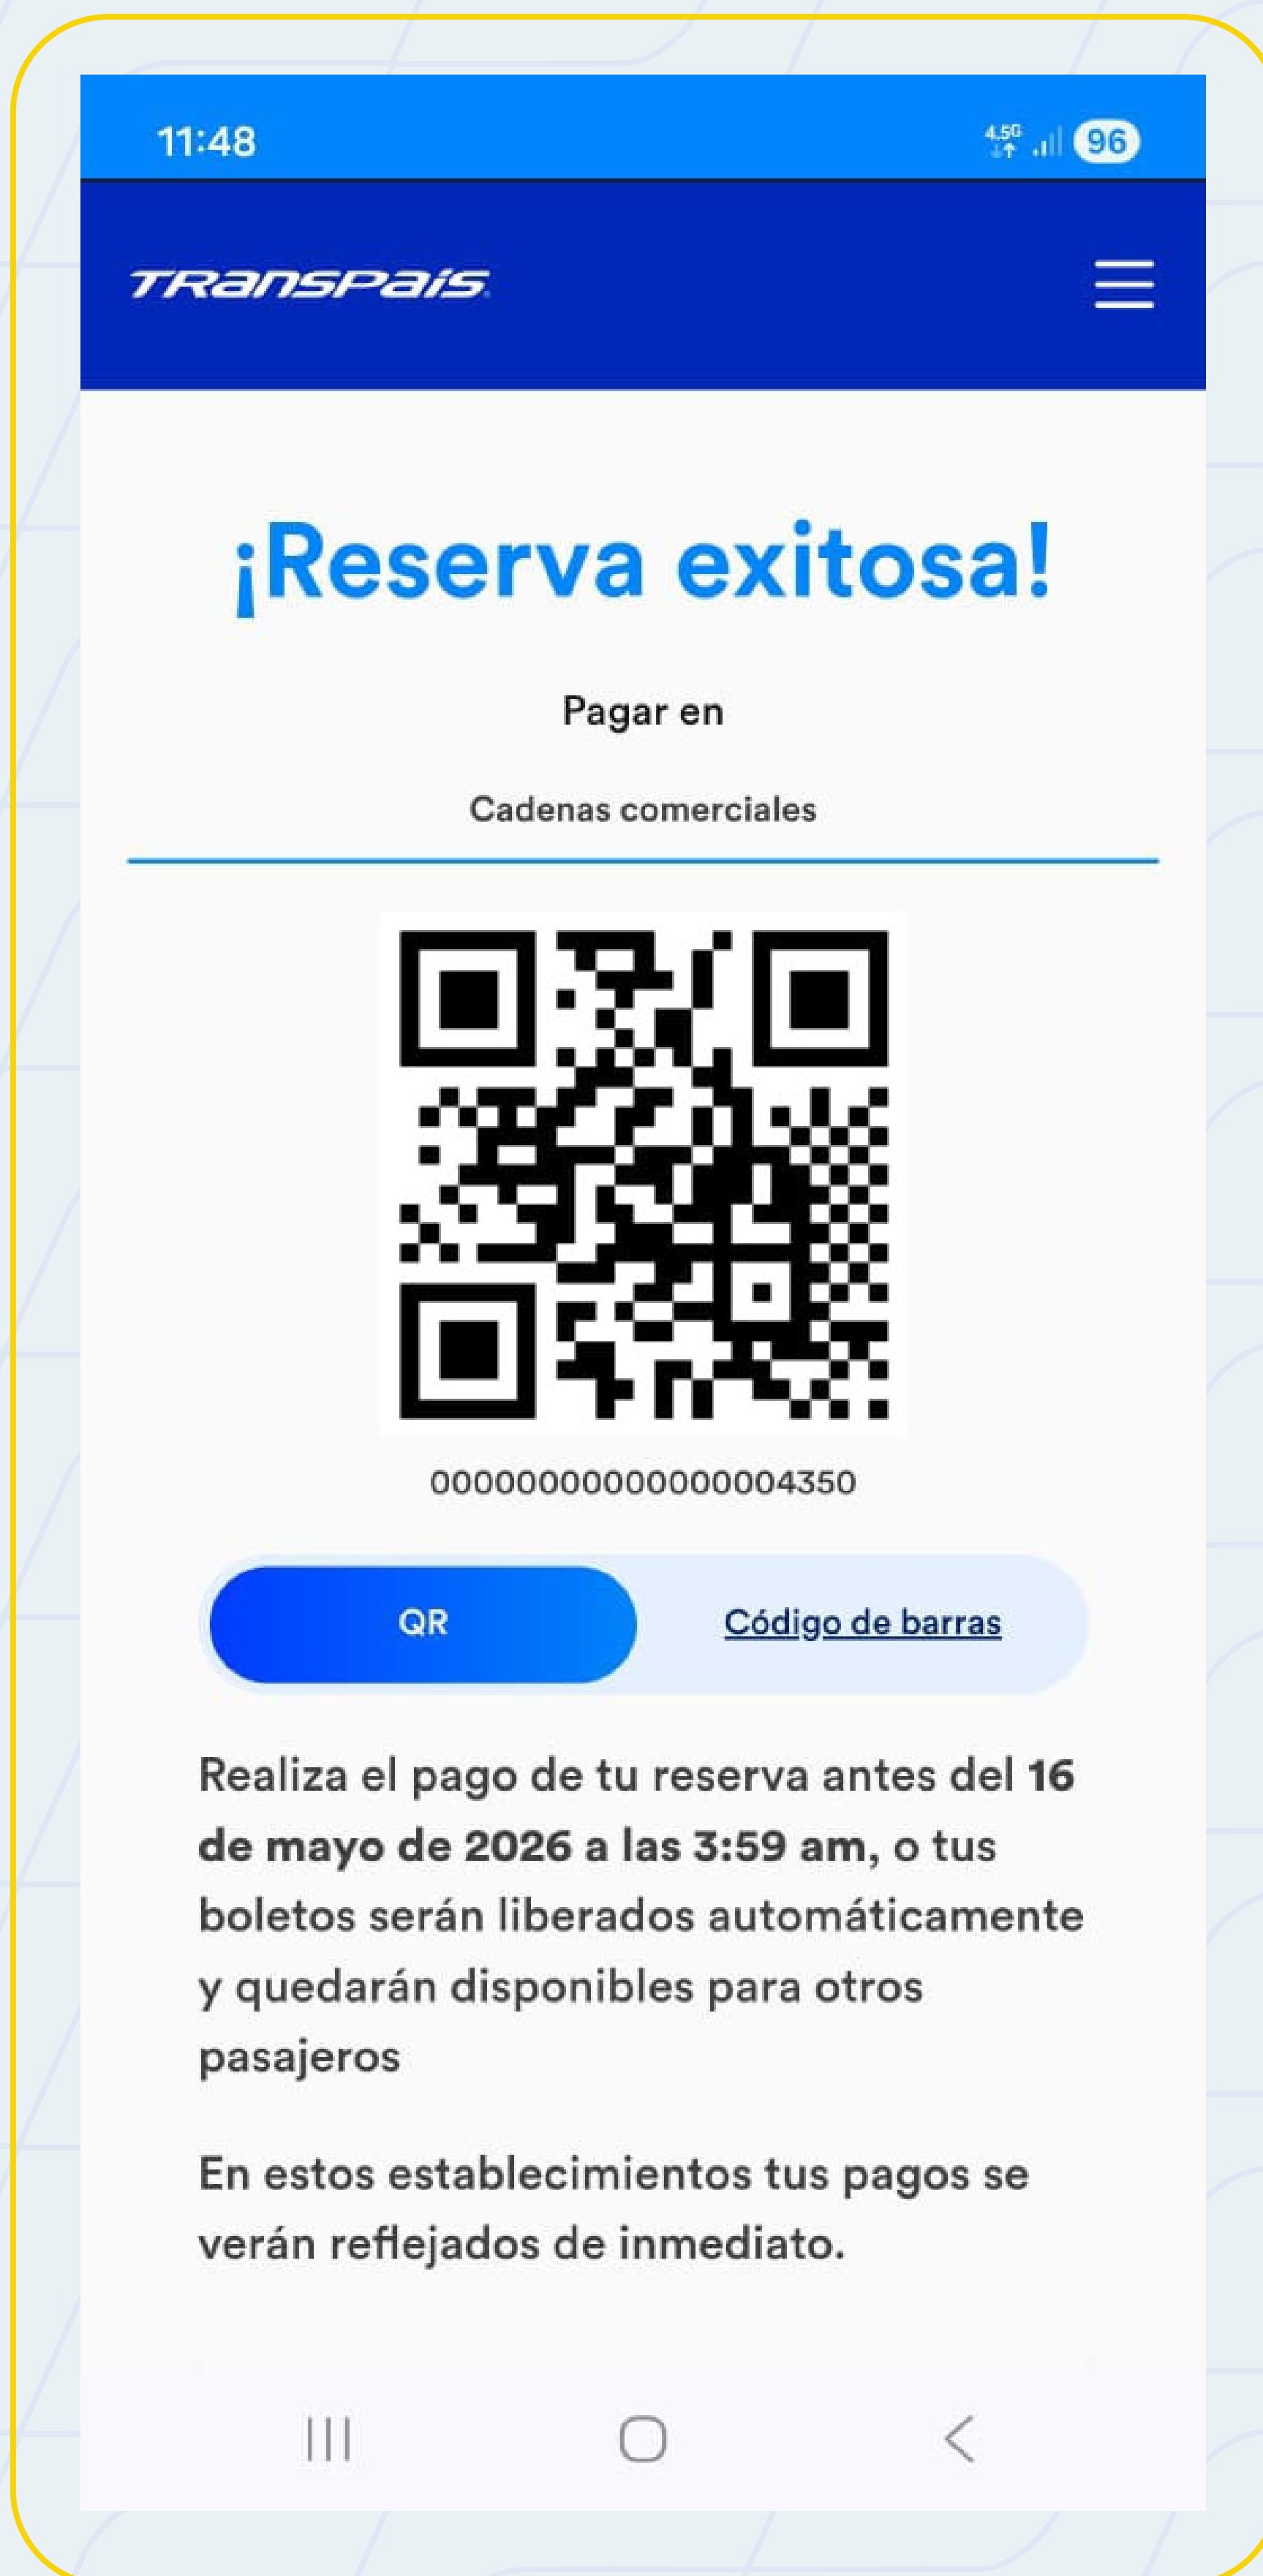 11:48
4.5G
96
TRANSPAÍS
¡Reserva exitosa!
Pagar en
Cadenas comerciales
00000000000000004350
QR
Código de barras
Realiza el pago de tu reserva antes del 16
de mayo de 2026 a las 3:59 am, o tus
boletos serán liberados automáticamente
y quedarán disponibles para otros
pasajeros
En estos establecimientos tus pagos se
verán reflejados de inmediato.